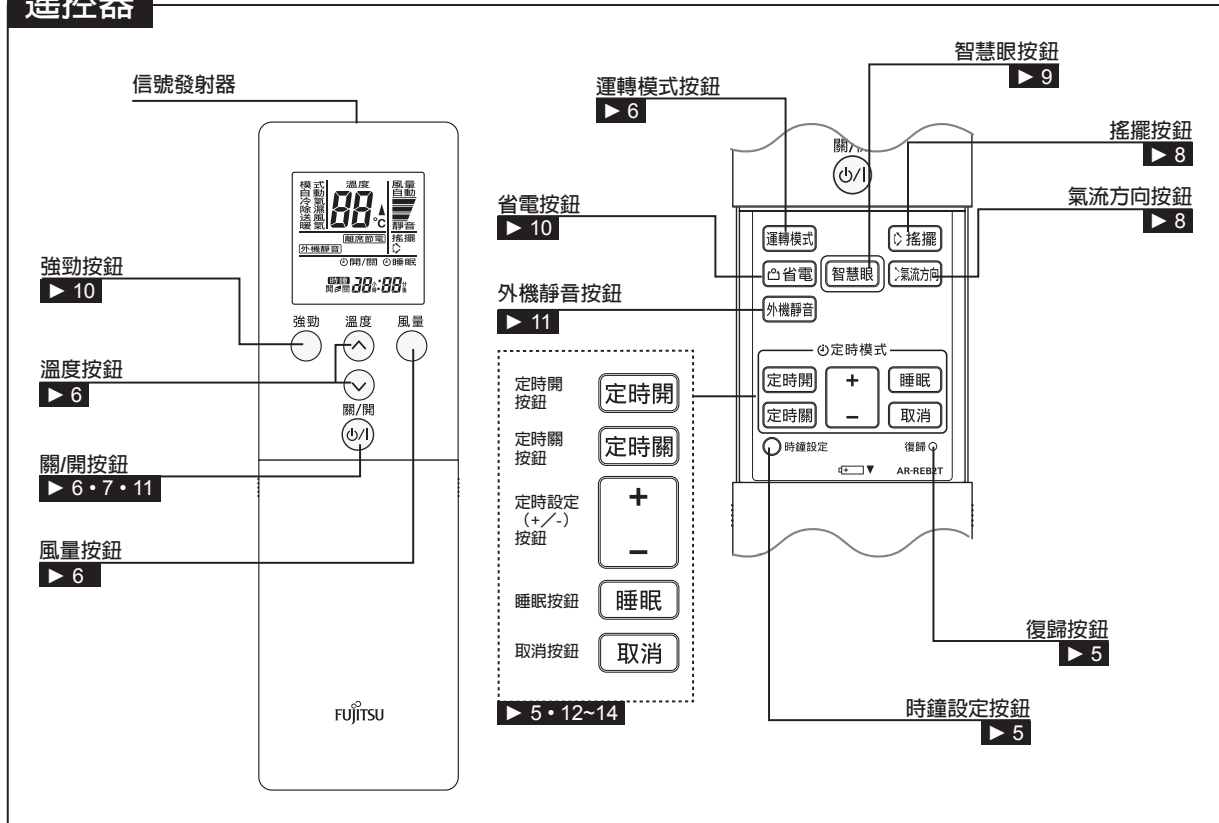 遙控器
信號發射器
模式
自動
冷氣
除濕
送風
暖氣
溫度
88
°C
風量
自動
靜音
離席節電
搖擺
外機靜音
開/關
睡眠
時鐘
開 關
38
:88
強勁
溫度
風量
關/開
強勁按鈕
► 10
溫度按鈕
► 6
關/開按鈕
► 6・7・11
風量按鈕
► 6
FUJITSU
運轉模式按鈕
► 6
省電按鈕
► 10
外機靜音按鈕
► 11
定時開
按鈕
定時開
定時關
按鈕
定時關
定時設定
(+/-)
按鈕
+
−
睡眠按鈕
睡眠
取消按鈕
取消
► 5・12~14
智慧眼按鈕
► 9
搖擺按鈕
► 8
氣流方向按鈕
► 8
運轉模式
搖擺
省電
智慧眼
氣流方向
外機靜音
定時模式
定時開
+
睡眠
定時關
−
取消
時鐘設定
復歸
AR-REB2T
復歸按鈕
► 5
時鐘設定按鈕
► 5